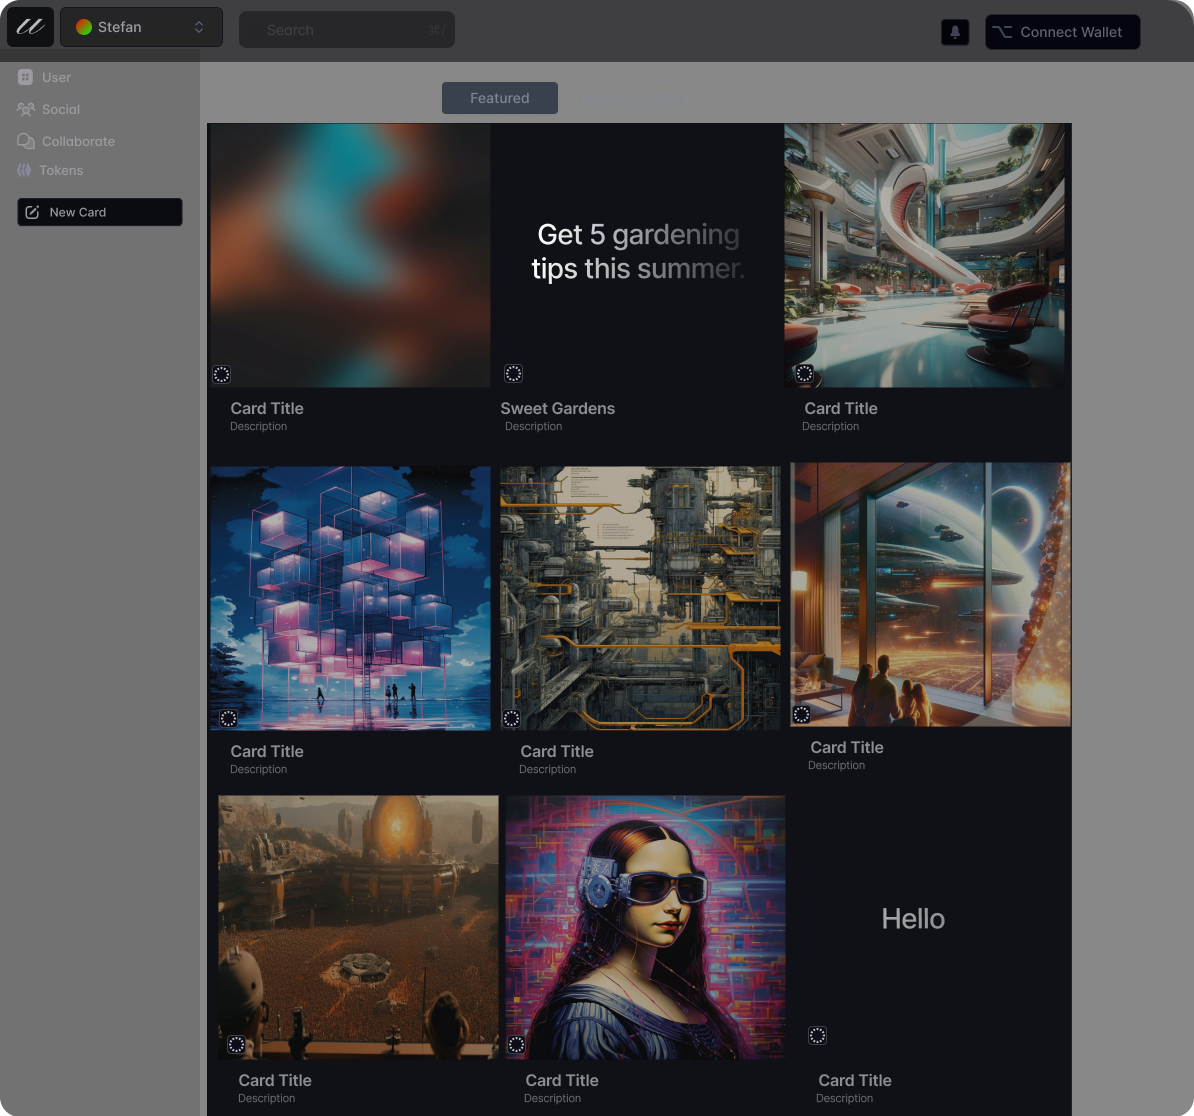 Stefan
Search
⌘/
Connect Wallet
User
Social
Collaborate
Tokens
New Card
Featured
Get 5 gardening
tips this summer.
Card Title
Description
Sweet Gardens
Description
Card Title
Description
Card Title
Description
Card Title
Description
Card Title
Description
Hello
Card Title
Description
Card Title
Description
Card Title
Description